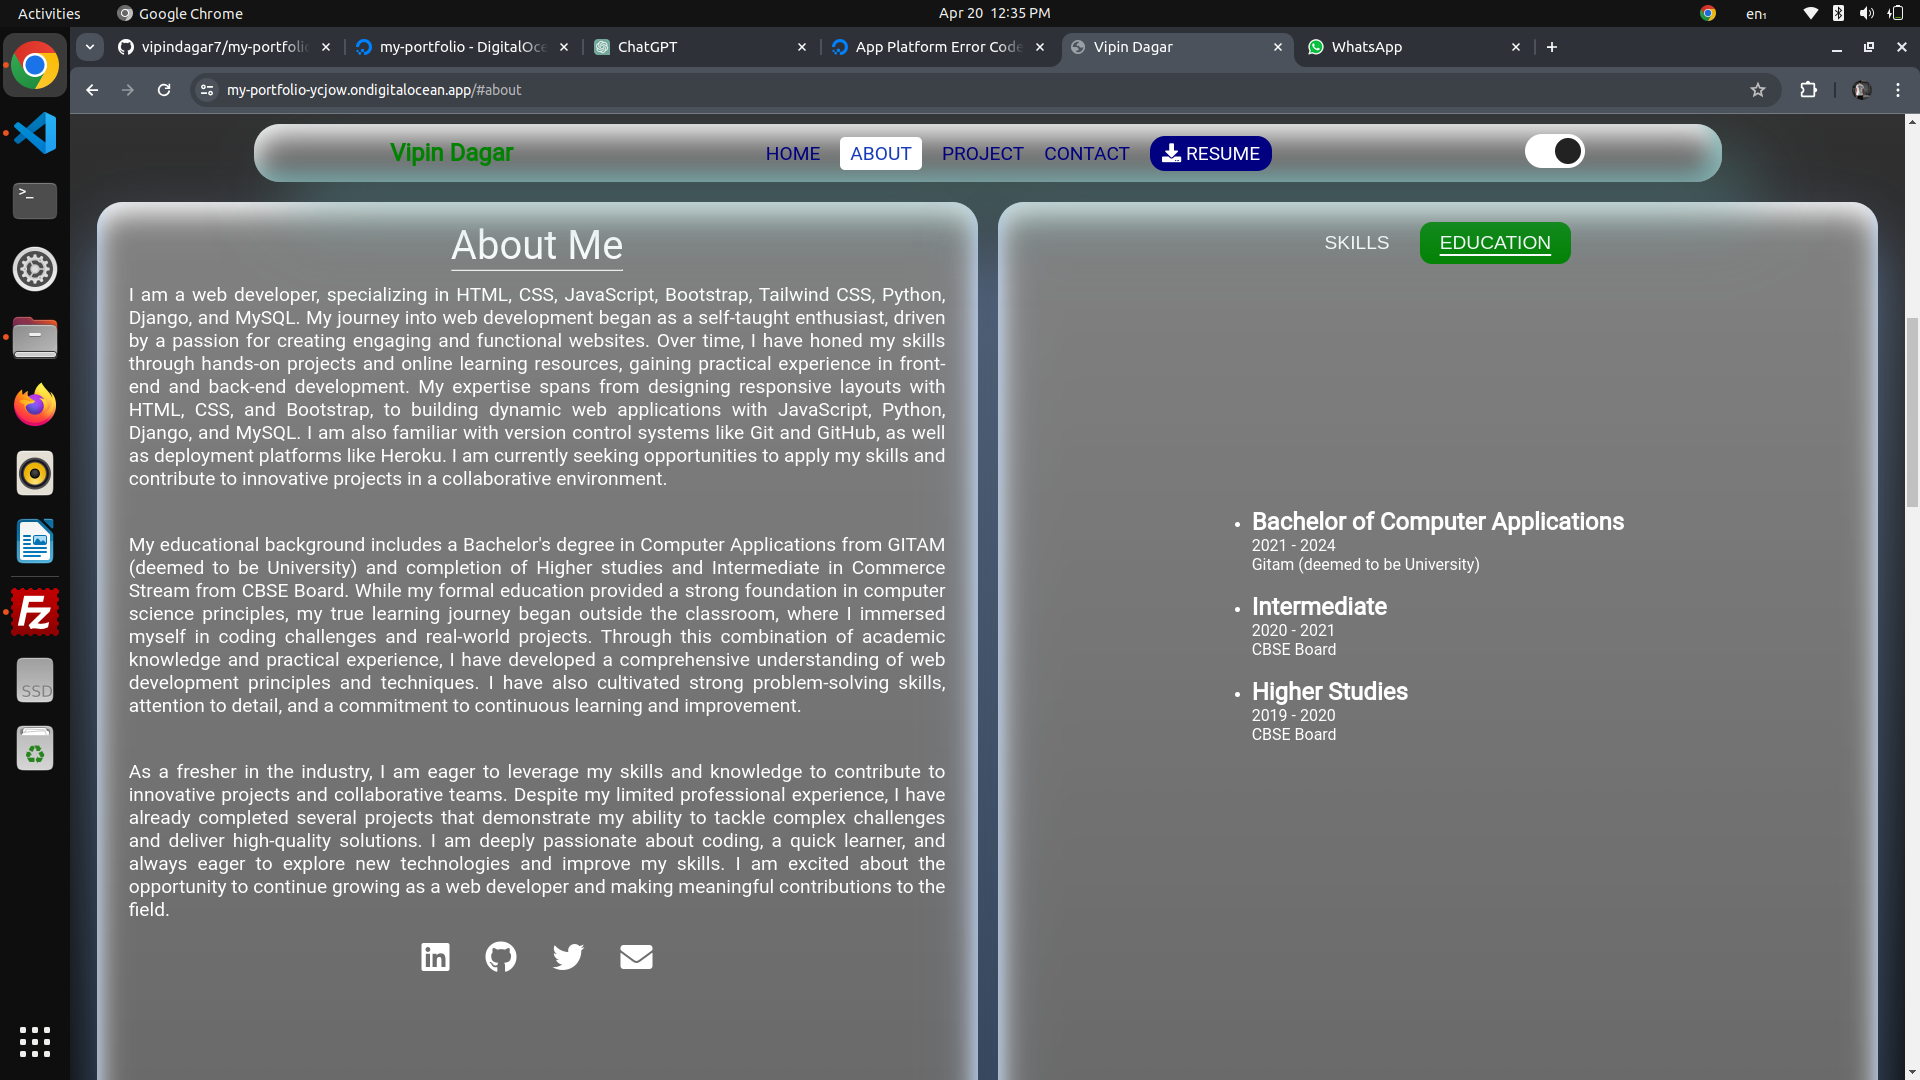 Activities
Google Chrome
Apr 20 12:35 PM
en₁
vipindagar7/my-portfoli
my-portfolio - DigitalOce
ChatGPT
App Platform Error Code
Vipin Dagar
WhatsApp
my-portfolio-ycjow.ondigitalocean.app/#about
Vipin Dagar
HOME
ABOUT
PROJECT
CONTACT
RESUME
About Me
I am a web developer, specializing in HTML, CSS, JavaScript, Bootstrap, Tailwind CSS, Python,
Django, and MySQL. My journey into web development began as a self-taught enthusiast, driven
by a passion for creating engaging and functional websites. Over time, I have honed my skills
through hands-on projects and online learning resources, gaining practical experience in front-
end and back-end development. My expertise spans from designing responsive layouts with
HTML, CSS, and Bootstrap, to building dynamic web applications with JavaScript, Python,
Django, and MySQL. I am also familiar with version control systems like Git and GitHub, as well
as deployment platforms like Heroku. I am currently seeking opportunities to apply my skills and
contribute to innovative projects in a collaborative environment.
My educational background includes a Bachelor's degree in Computer Applications from GITAM
(deemed to be University) and completion of Higher studies and Intermediate in Commerce
Stream from CBSE Board. While my formal education provided a strong foundation in computer
science principles, my true learning journey began outside the classroom, where I immersed
myself in coding challenges and real-world projects. Through this combination of academic
knowledge and practical experience, I have developed a comprehensive understanding of web
development principles and techniques. I have also cultivated strong problem-solving skills,
attention to detail, and a commitment to continuous learning and improvement.
As a fresher in the industry, I am eager to leverage my skills and knowledge to contribute to
innovative projects and collaborative teams. Despite my limited professional experience, I have
already completed several projects that demonstrate my ability to tackle complex challenges
and deliver high-quality solutions. I am deeply passionate about coding, a quick learner, and
always eager to explore new technologies and improve my skills. I am excited about the
opportunity to continue growing as a web developer and making meaningful contributions to the
field.
SKILLS
EDUCATION
Bachelor of Computer Applications
2021 - 2024
Gitam (deemed to be University)
Intermediate
2020 - 2021
CBSE Board
Higher Studies
2019 - 2020
CBSE Board
>_
Fz
SSD